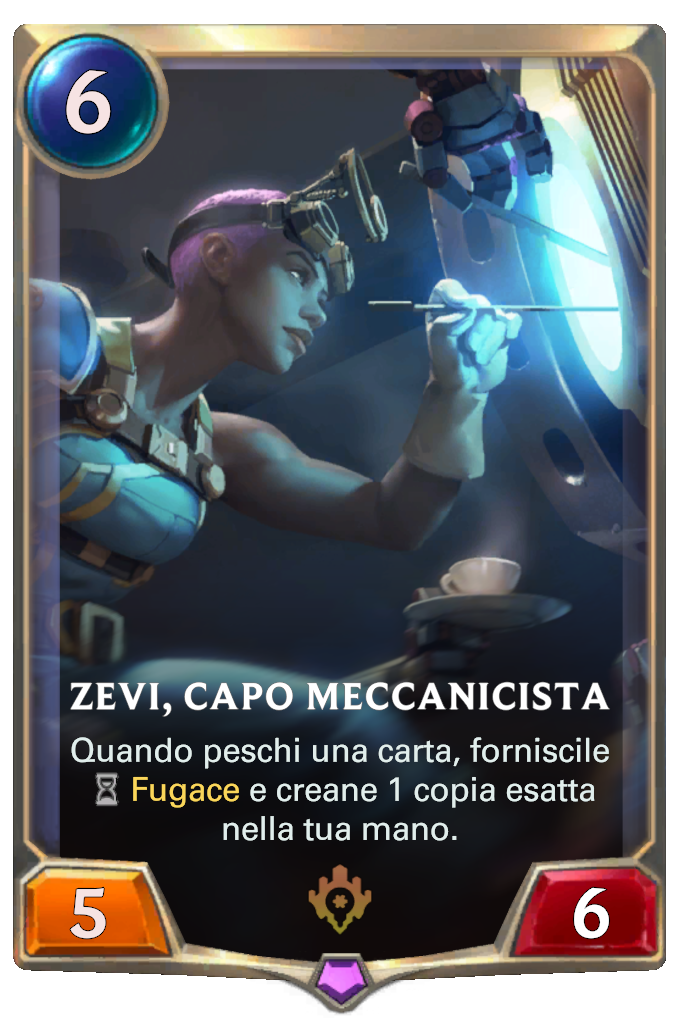 6
ZEVI, CAPO MECCANICISTA
Quando peschi una carta, forniscile
Fugace e creane 1 copia esatta
nella tua mano.
5
6